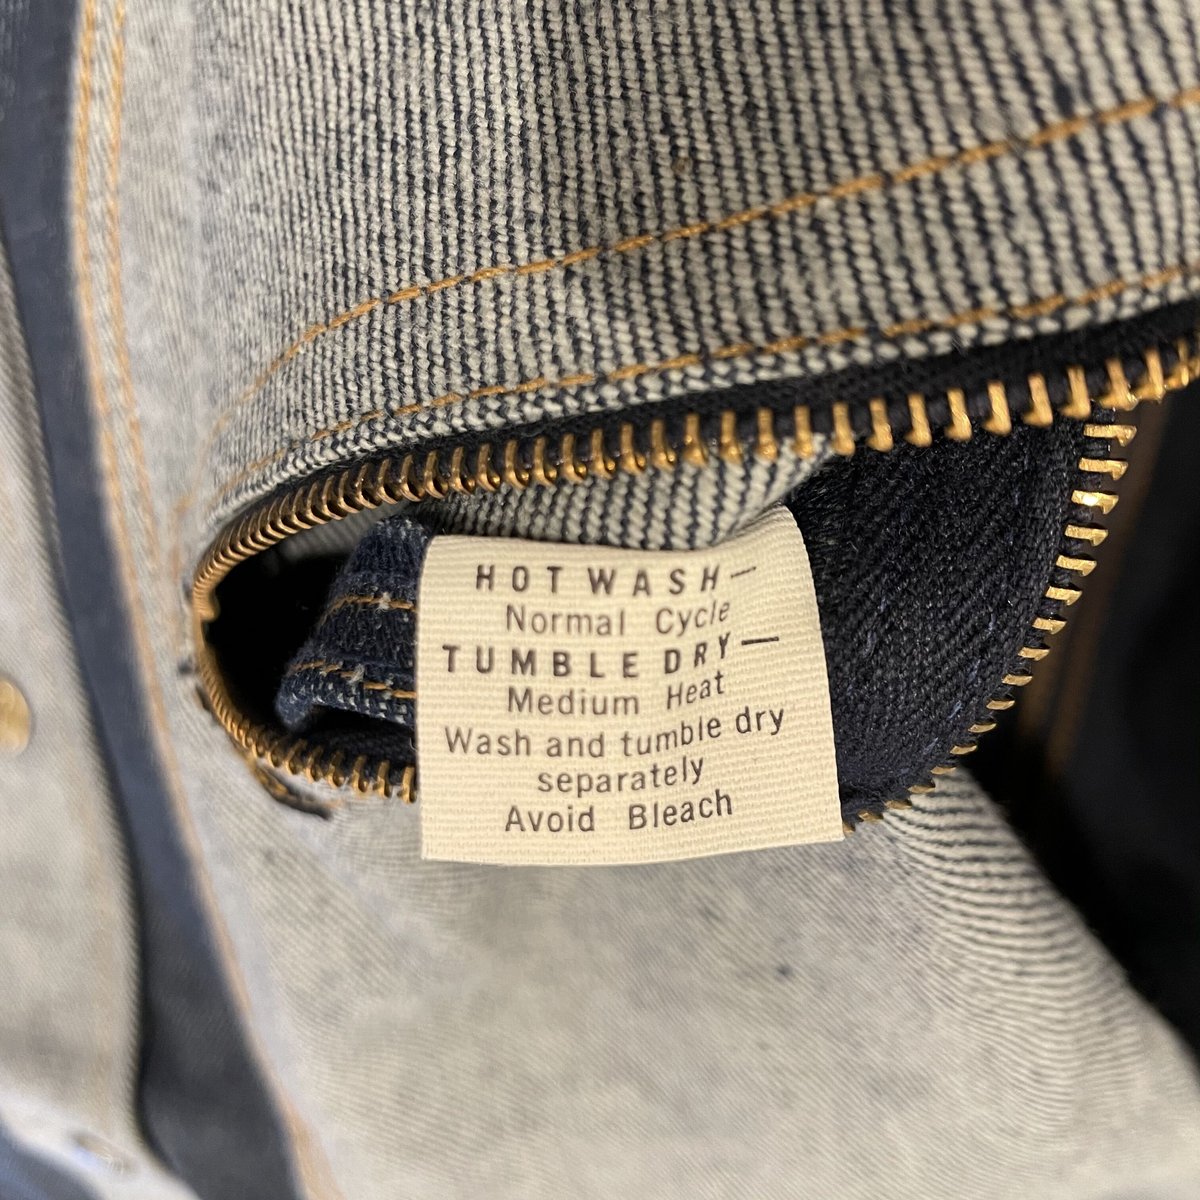 HOT WASH—
Normal Cycle
TUMBLE DRY—
Medium Heat
Wash and tumble dry
separately
Avoid Bleach